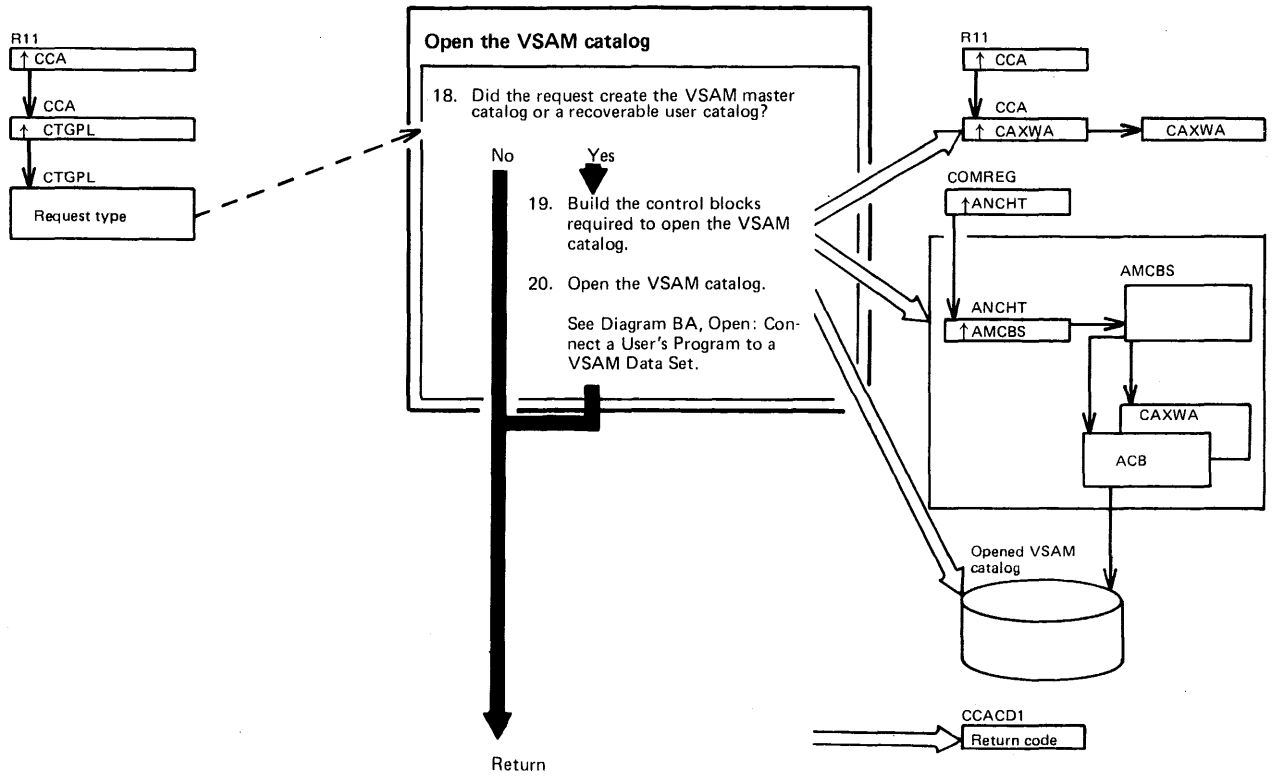 R11
↑ CCA
CCA
↑ CTGPL
CTGPL
Request type
Open the VSAM catalog
18. Did the request create the VSAM master
catalog or a recoverable user catalog?
No
Yes
19. Build the control blocks
required to open the VSAM
catalog.
20. Open the VSAM catalog.
See Diagram BA, Open: Con-
nect a User's Program to a
VSAM Data Set.
Return
R11
↑ CCA
CCA
↑ CAXWA
CAXWA
COMREG
↑ANCHT
AMCBS
ANCHT
↑AMCBS
CAXWA
ACB
Opened VSAM
catalog
CCACD1
Return code